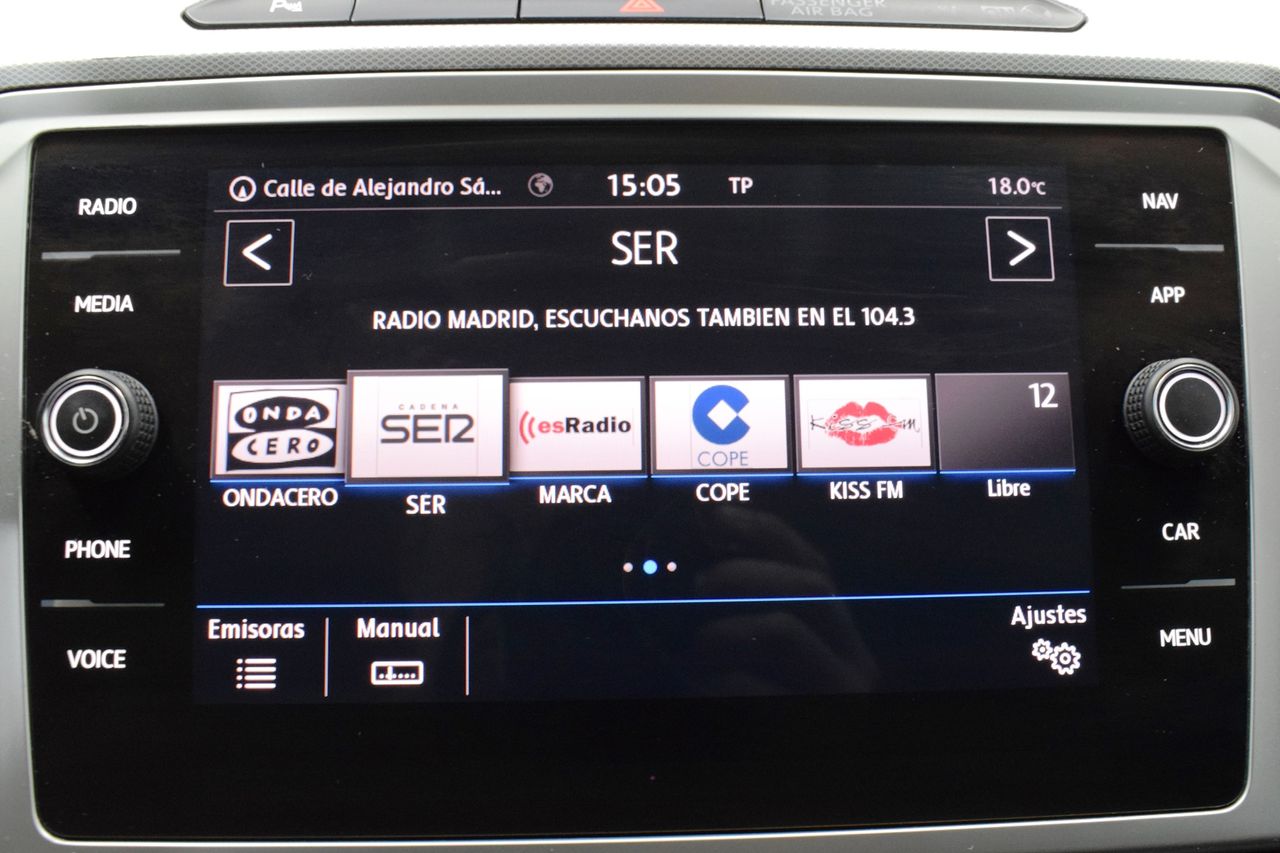 PASSENGER
AIR BAG
Calle de Alejandro Sá... 15:05 TP 18.0°C
RADIO
NAV
SER
MEDIA
APP
RADIO MADRID, ESCUCHANOS TAMBIEN EN EL 104.3
ONDA
CERO
CADENA
SER
esRadio
COPE
Kiss fm
12
ONDACERO
SER
MARCA
COPE
KISS FM
Libre
PHONE
CAR
Emisoras
Manual
Ajustes
VOICE
MENU